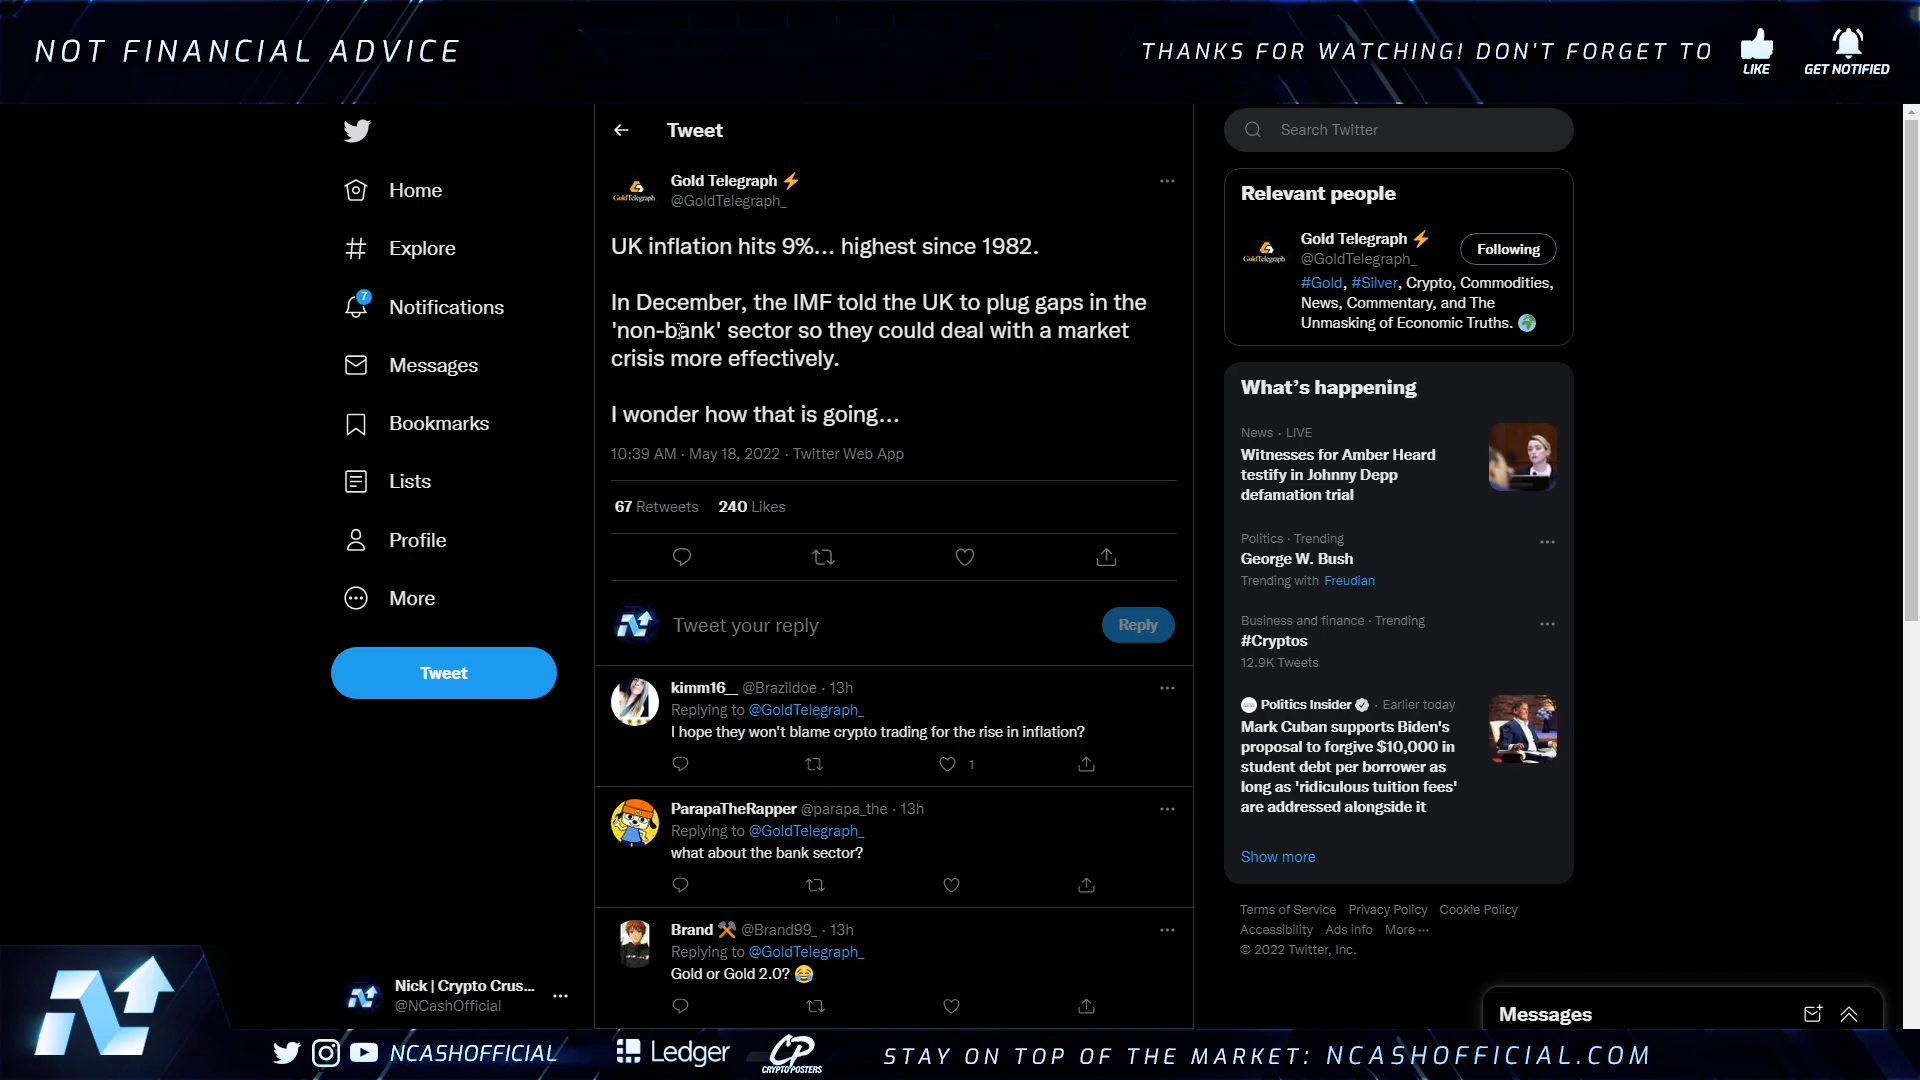 NOT FINANCIAL ADVICE
THANKS FOR WATCHING! DON'T FORGET TO
LIKE
GET NOTIFIED
Home
Explore
7
Notifications
Messages
Bookmarks
Lists
Profile
More
Tweet
Nick | Crypto Crus...
@NCashOfficial
Tweet
GoldTelegraph
Gold Telegraph ⚡
@GoldTelegraph_
UK inflation hits 9%... highest since 1982.
In December, the IMF told the UK to plug gaps in the
'non-bank' sector so they could deal with a market
crisis more effectively.
I wonder how that is going...
10:39 AM · May 18, 2022 · Twitter Web App
67 Retweets 240 Likes
Tweet your reply
Reply
kimm16__ @Brazildoe · 13h
Replying to @GoldTelegraph_
I hope they won't blame crypto trading for the rise in inflation?
1
ParapaTheRapper @parapa_the · 13h
Replying to @GoldTelegraph_
what about the bank sector?
Brand ⚒ @Brand99_ · 13h
Replying to @GoldTelegraph_
Gold or Gold 2.0? 😂
Search Twitter
Relevant people
GoldTelegraph
Gold Telegraph ⚡
@GoldTelegraph_
Following
#Gold, #Silver, Crypto, Commodities,
News, Commentary, and The
Unmasking of Economic Truths. 🌍
What's happening
News · LIVE
Witnesses for Amber Heard
testify in Johnny Depp
defamation trial
Politics · Trending
George W. Bush
Trending with Freudian
Business and finance · Trending
#Cryptos
12.9K Tweets
Politics Insider · Earlier today
Mark Cuban supports Biden's
proposal to forgive $10,000 in
student debt per borrower as
long as 'ridiculous tuition fees'
are addressed alongside it
Show more
Terms of Service Privacy Policy Cookie Policy
Accessibility Ads info More ···
© 2022 Twitter, Inc.
Messages
NCASHOFFICIAL
Ledger
CP
CRYPTOPOSTERS
STAY ON TOP OF THE MARKET: NCASHOFFICIAL.COM